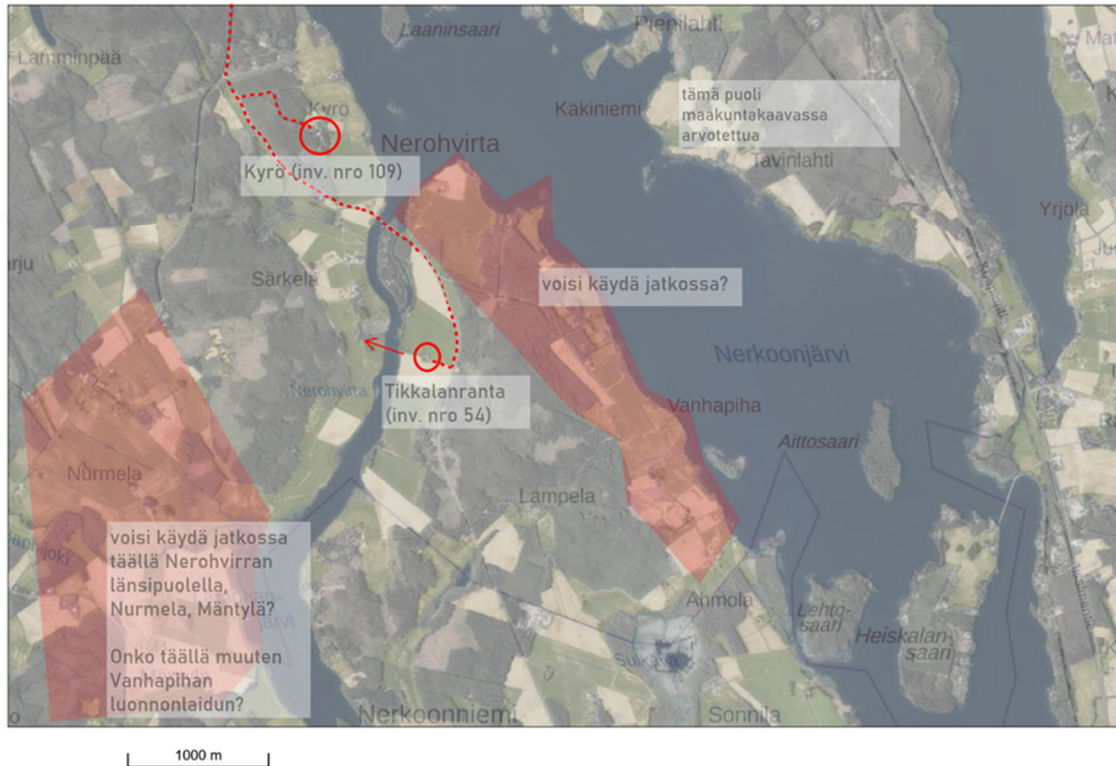 Laaninsaari
Pienilahti
Lamminpää
Kyrö
Käkiniemi
tämä puoli
maakuntakaavassa
arvotettua
Nerohvirta
Kyrö (inv. nro 109)
Tavinlahti
Yrjölä
Särkelä
voisi käydä jatkossa?
Nerkoonjärvi
Nerohvirta
Tikkalanranta
(inv. nro 54)
Vanhapiha
Aittosaari
Nurmela
Lampela
voisi käydä jatkossa
täällä Nerohvirran
länsipuolella,
Nurmela, Mäntylä?
Onko täällä muuten
Vanhapihan
luonnonlaidun?
Ahmola
Lehto-
saari
Heiskalan-
saari
Sulkava
Nerkoonniemi
Sonnila
1000 m